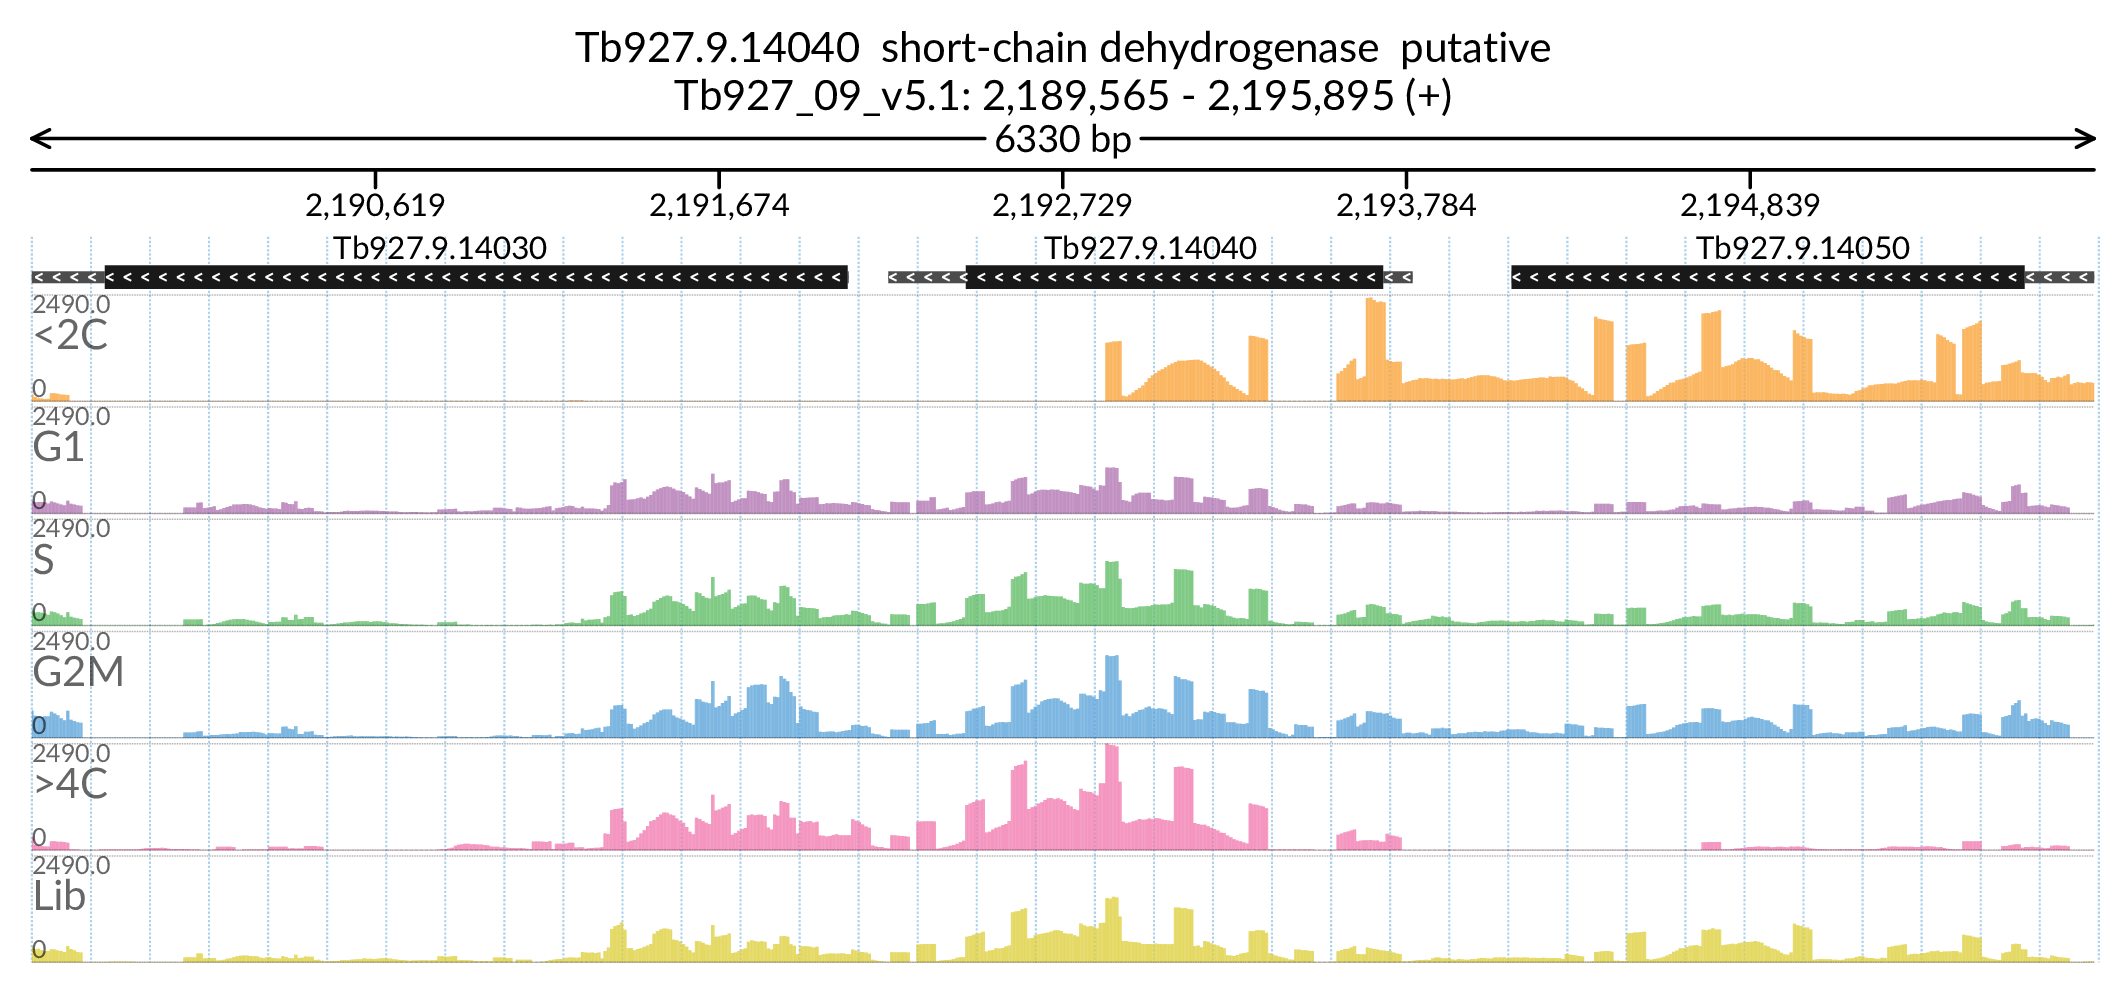 Tb927.9.14040 short-chain dehydrogenase putative
Tb927_09_v5.1: 2,189,565 - 2,195,895 (+)
6330 bp
2,190,619 2,191,674 2,192,729 2,193,784 2,194,839
Tb927.9.14030 Tb927.9.14040 Tb927.9.14050
2490.0
<2C
0
2490.0
G1
0
2490.0
S
0
2490.0
G2M
0
2490.0
>4C
0
2490.0
Lib
0